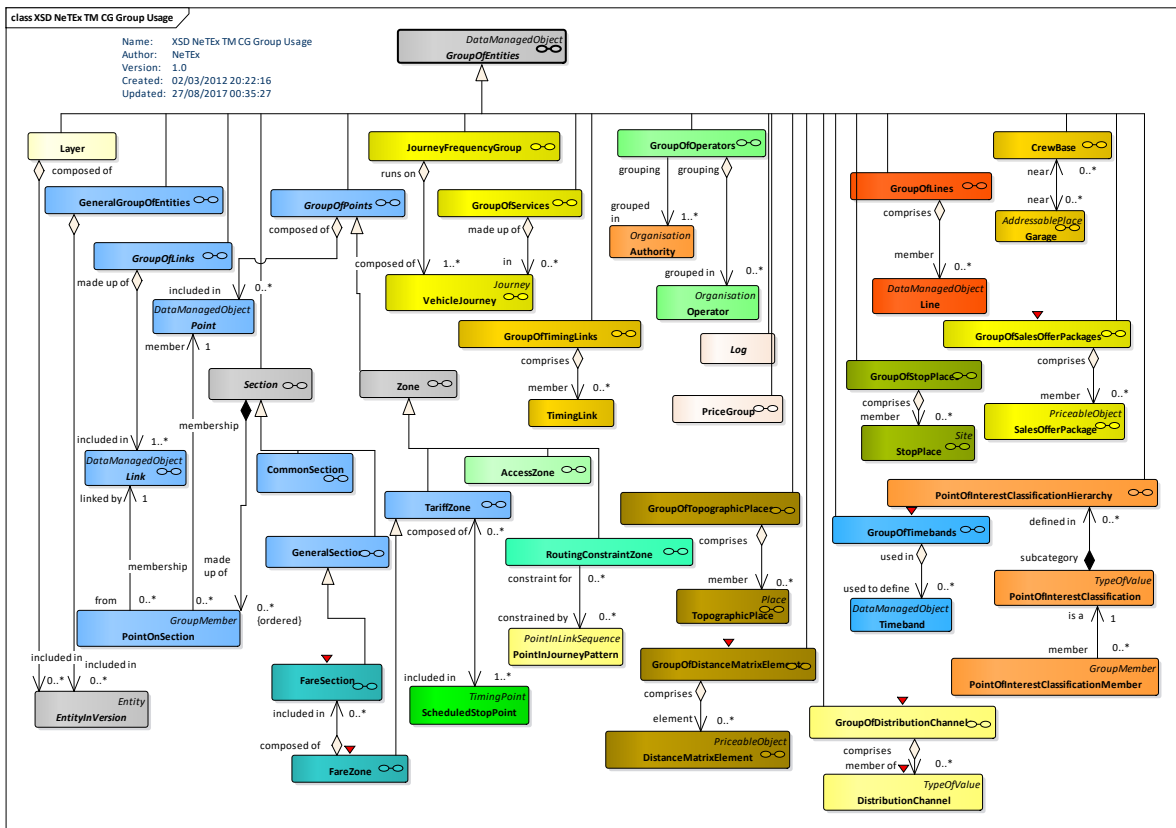 class XSD NeTEx TM CG Group Usage
Name: XSD NeTEx TM CG Group Usage
Author: NeTEx
Version: 1.0
Created: 02/03/2012 20:22:16
Updated: 27/08/2017 00:35:27
DataManagedObject
GroupOfEntities
Layer
composed of
JourneyFrequencyGroup
runs on
GroupOfOperators
grouping
grouping
CrewBase
near
0..*
near
0..*
AddressablePlace
Garage
GeneralGroupOfEntities
GroupOfPoints
composed of
GroupOfServices
made up of
GroupOfLines
comprises
grouped
in
1..*
Organisation
Authority
GroupOfLinks
made up of
included in
0..*
composed of
1..*
in
0..*
Journey
VehicleJourney
grouped in
0..*
Organisation
Operator
member
0..*
DataManagedObject
Line
DataManagedObject
Point
member
1
GroupOfTimingLinks
comprises
member
0..*
TimingLink
Log
PriceGroup
GroupOfSalesOfferPackages
comprises
member
0..*
PriceableObject
SalesOfferPackage
GroupOfStopPlaces
comprises
member
0..*
Site
StopPlace
Section
membership
Zone
included in
1..*
DataManagedObject
Link
linked by
1
CommonSection
AccessZone
TariffZone
composed of
0..*
GroupOfTopographicPlaces
comprises
member
0..*
Place
TopographicPlace
PointOfInterestClassificationHierarchy
defined in
0..*
subcategory
TypeOfValue
PointOfInterestClassification
is a
1
member
0..*
GroupMember
PointOfInterestClassificationMember
GroupOfTimebands
used in
used to define
0..*
DataManagedObject
Timeband
GeneralSection
RoutingConstraintZone
constraint for
0..*
constrained by
0..*
PointInLinkSequence
PointInJourneyPattern
membership
made
up of
from
0..*
0..*
0..*
{ordered}
GroupMember
PointOnSection
included in
included in
0..*
0..*
Entity
EntityInVersion
FareSection
included in
0..*
composed of
FareZone
included in
1..*
TimingPoint
ScheduledStopPoint
GroupOfDistanceMatrixElements
comprises
element
0..*
PriceableObject
DistanceMatrixElement
GroupOfDistributionChannels
comprises
member of
0..*
TypeOfValue
DistributionChannel